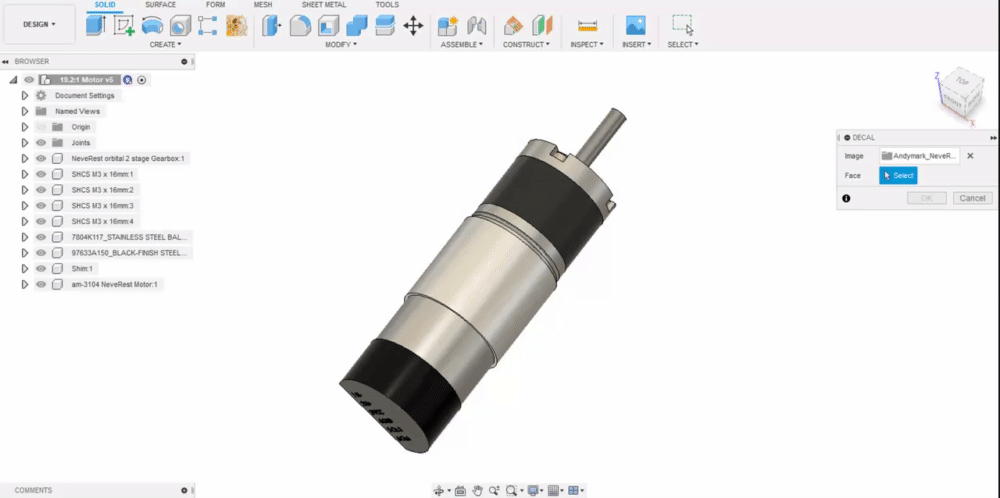 SOLID SURFACE FORM MESH SHEET METAL TOOLS
DESIGN ▾
CREATE ▾ MODIFY ▾ ASSEMBLE ▾ CONSTRUCT ▾ INSPECT ▾ INSERT ▾ SELECT ▾
BROWSER
19.2:1 Motor v6
Document Settings
Named Views
Origin
Joints
NeveRest orbital 2 stage Gearbox:1
SHCS M3 x 16mm:1
SHCS M3 x 16mm:2
SHCS M3 x 16mm:3
SHCS M3 x 16mm:4
7804K117_STAINLESS STEEL BAL...
97633A150_BLACK-FINISH STEEL...
Shim:1
am-3104 NeveRest Motor:1
Z
TOP
FRONT
X
DECAL
Image Andymark_NeveR...
Face Select
OK Cancel
COMMENTS